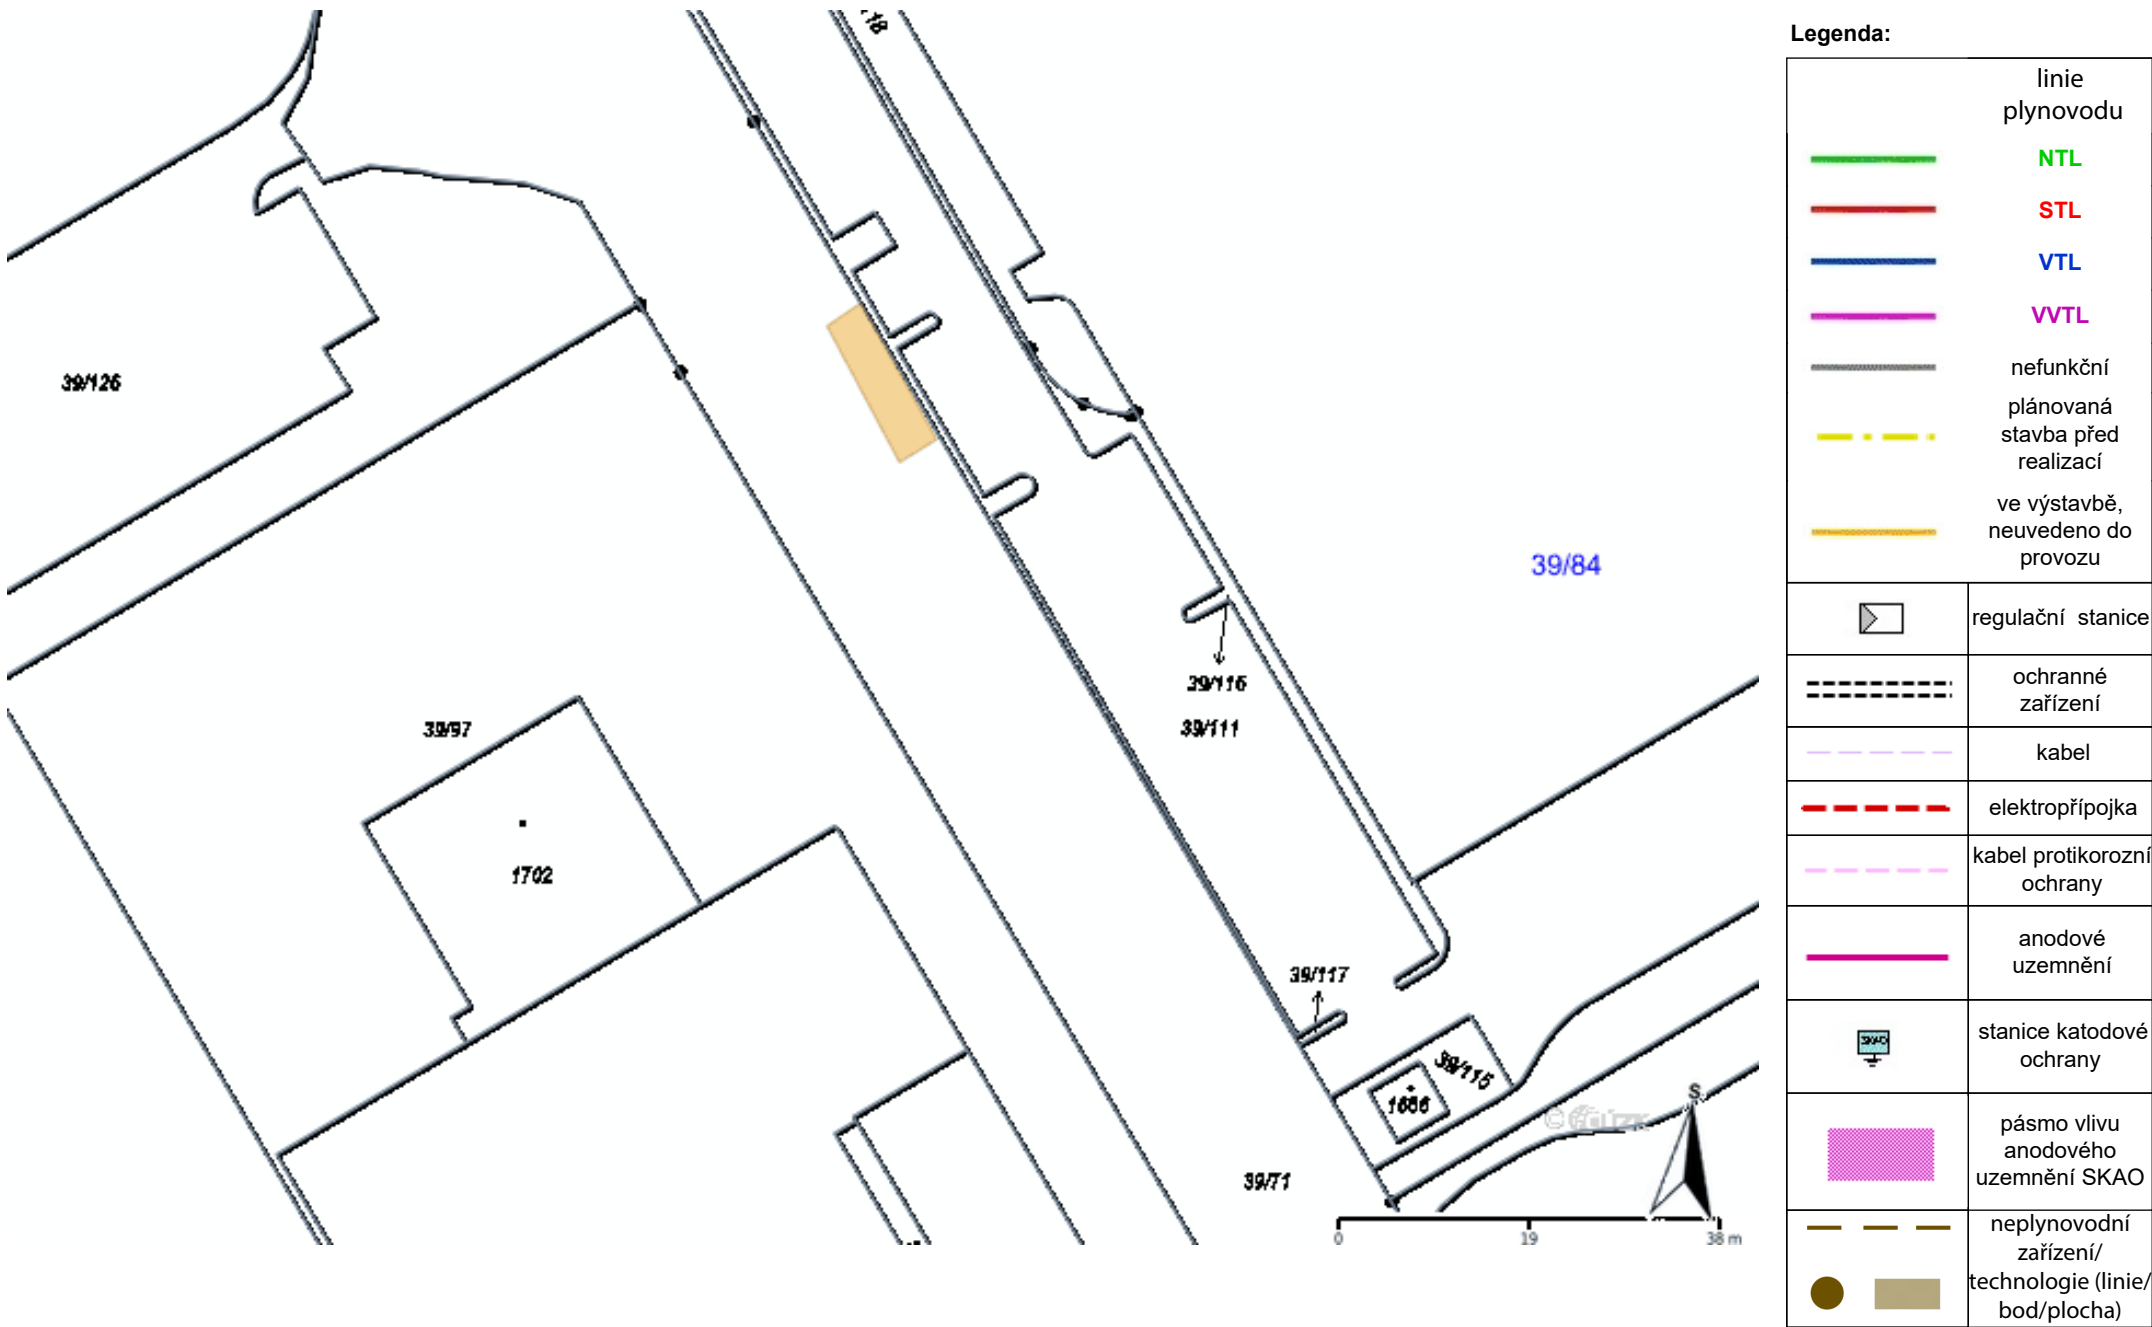 Legenda:
linie
plynovodu
NTL
STL
VTL
VVTL
nefunkční
plánovaná
stavba před
realizací
ve výstavbě,
neuvedeno do
provozu
regulační stanice
ochranné
zařízení
kabel
elektropřípojka
kabel protikorozní
ochrany
anodové
uzemnění
SKAO
stanice katodové
ochrany
pásmo vlivu
anodového
uzemnění SKAO
neplynovodní
zařízení/
technologie (linie/
bod/plocha)
39/126
39/84
39/116
39/111
39/97
1702
39/117
39/115
1666
39/71
© ČÚZK
S
0 19 38 m